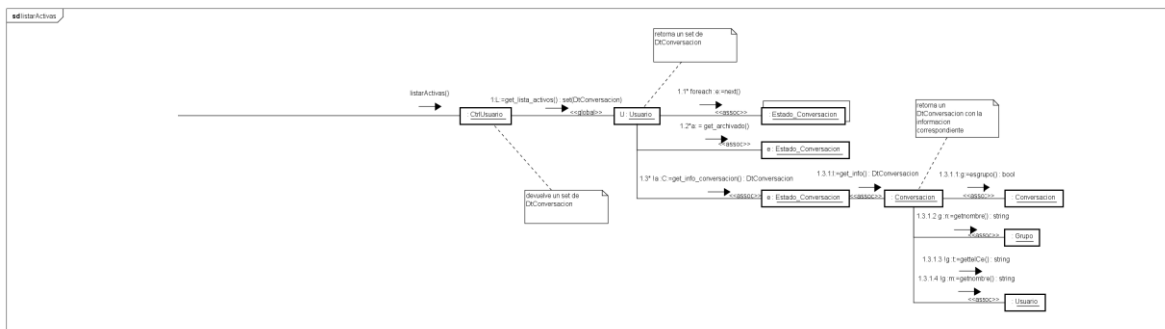 sd listarActivas
retorna un set de
DtConversacion
listarActivas()
1:L:=get_lista_activos() : set(DtConversacion)
<<global>>
: CtrlUsuario
U : Usuario
1.1* foreach :e:=next()
<<assoc>>
: Estado_Conversacion
1.2*a: = get_archivado()
<<assoc>>
e : Estado_Conversacion
retorna un
DtConversacion con la
informacion
correspondiente
1.3* !a :C:=get_info_conversacion() : DtConversacion
<<assoc>>
e : Estado_Conversacion
1.3.1:I:=get_info() : DtConversacion
<<assoc>>
: Conversacion
1.3.1.1:g:=esgrupo() : bool
<<assoc>>
: Conversacion
devuelve un set de
DtConversacion
1.3.1.2 g: n:=getnombre() : string
<<assoc>>
: Grupo
1.3.1.3 !g: t:=gettelCe() : string
1.3.1.4 !g: m:=getnombre() : string
<<assoc>>
: Usuario